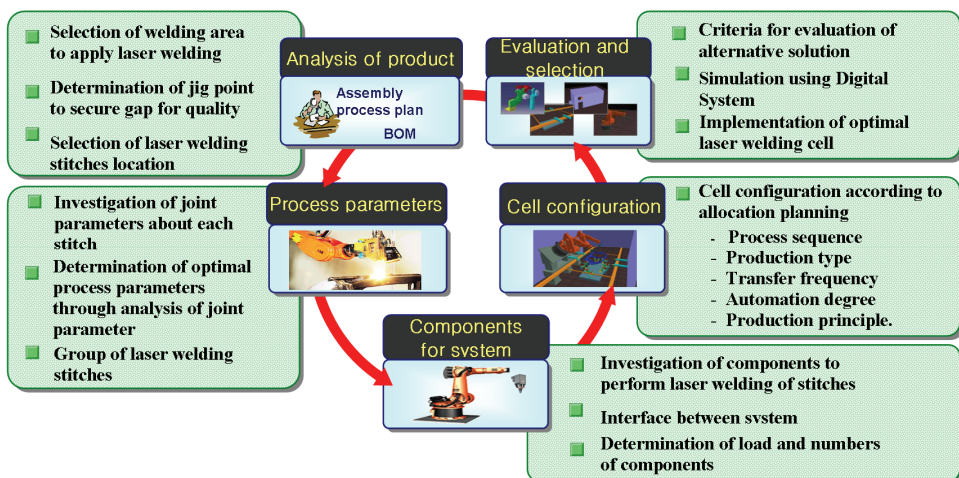 Selection of welding area
to apply laser welding
Determination of jig point
to secure gap for quality
Selection of laser welding
stitches location
Analysis of product
Assembly
process plan
BOM
Evaluation and
selection
Criteria for evaluation of
alternative solution
Simulation using Digital
System
Implementation of optimal
laser welding cell
Investigation of joint
parameters about each
stitch
Determination of optimal
process parameters
through analysis of joint
parameter
Group of laser welding
stitches
Process parameters
Cell configuration
Cell configuration according to
allocation planning
- Process sequence
- Production type
- Transfer frequency
- Automation degree
- Production principle.
Components
for system
Investigation of components to
perform laser welding of stitches
Interface between system
Determination of load and numbers
of components